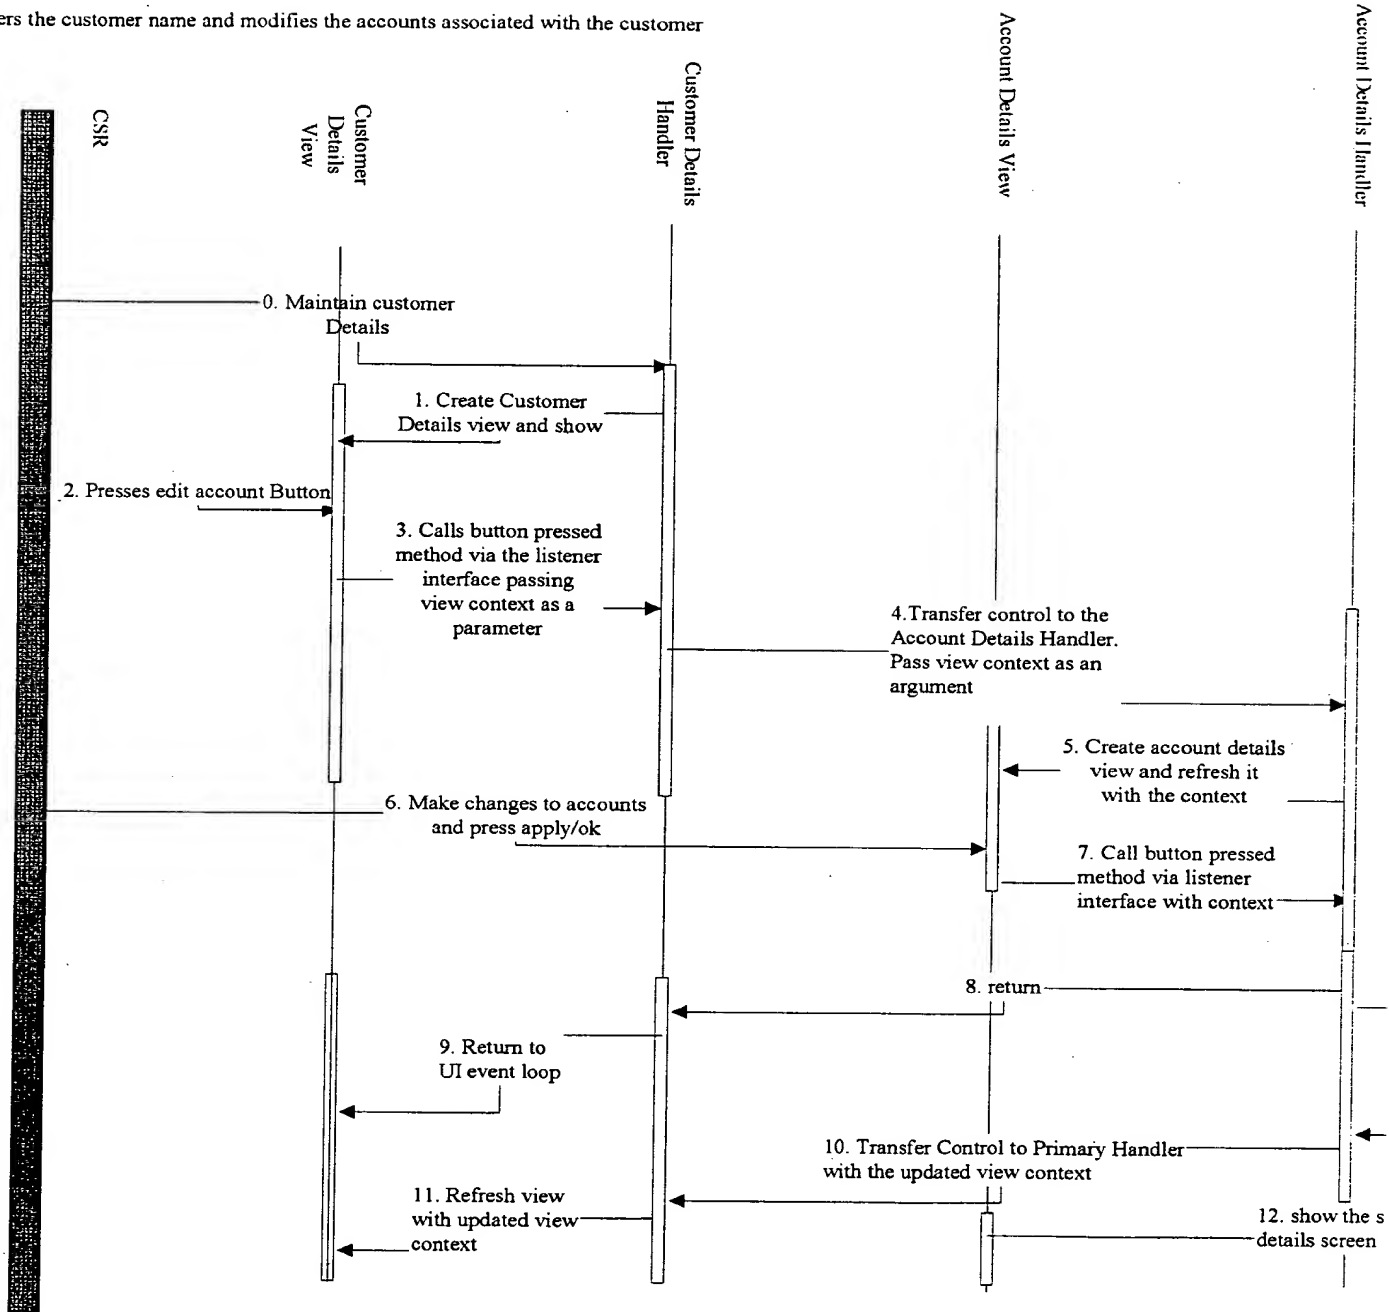 ers the customer name and modifies the accounts associated with the customer
CSR
Customer
Details
View
Customer Details
Handler
Account Details View
Account Details Handler
0. Maintain customer
Details
1. Create Customer
Details view and show
2. Presses edit account Button
3. Calls button pressed
method via the listener
interface passing
view context as a
parameter
4.Transfer control to the
Account Details Handler.
Pass view context as an
argument
5. Create account details
view and refresh it
with the context
6. Make changes to accounts
and press apply/ok
7. Call button pressed
method via listener
interface with context
8. return
9. Return to
UI event loop
10. Transfer Control to Primary Handler
with the updated view context
11. Refresh view
with updated view
context
12. show the s
details screen